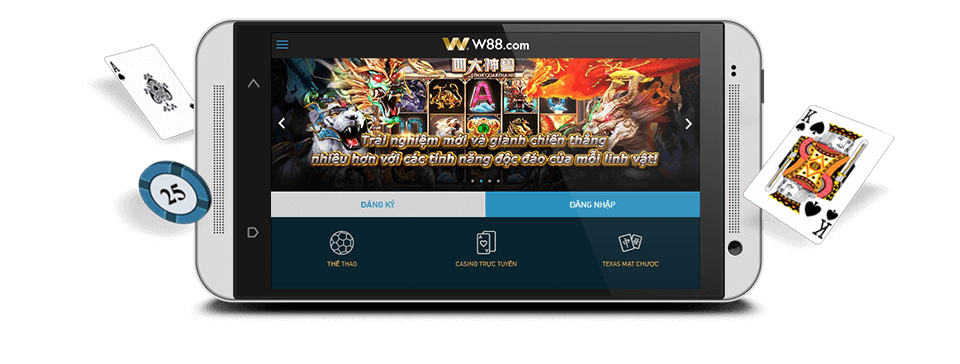 W W88.com
四大神獸
FOUR GUARDIANS
Trải nghiệm mới và giành chiến thắng
nhiều hơn với các tính năng độc đáo của mỗi linh vật!
ĐĂNG KÝ
ĐĂNG NHẬP
THỂ THAO
CASINO TRỰC TUYẾN
TEXAS MẠT CHƯỢC
A
25
K
K